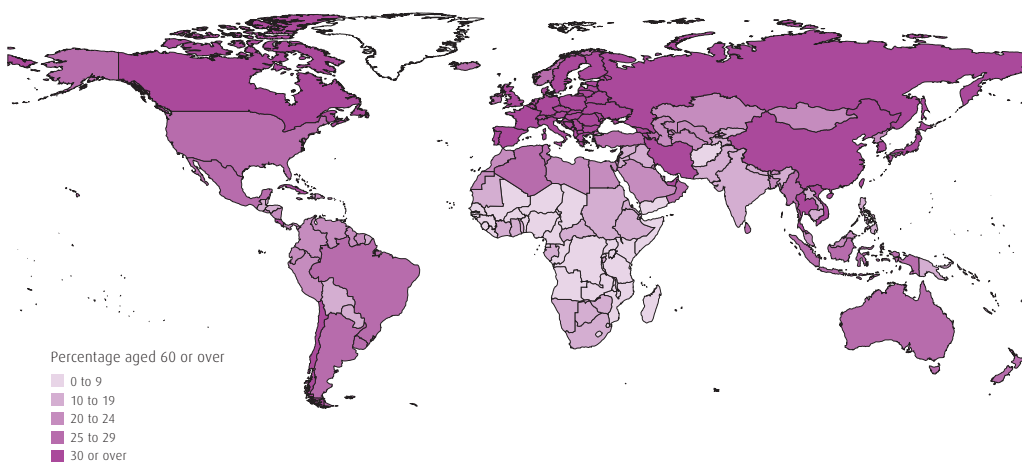 Percentage aged 60 or over
0 to 9
10 to 19
20 to 24
25 to 29
30 or over